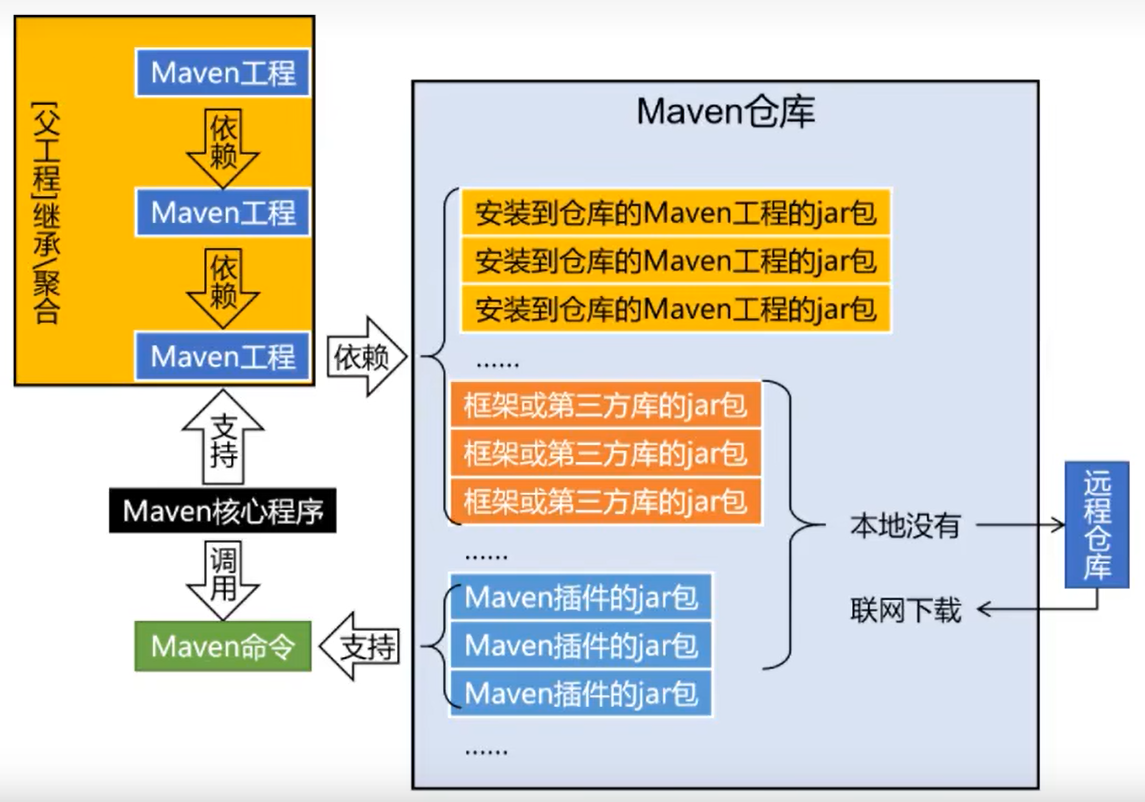 [父工程]继承/聚合
Maven工程
依赖
Maven工程
依赖
Maven工程
依赖
支持
Maven核心程序
调用
Maven命令
支持
Maven仓库
安装到仓库的Maven工程的jar包
安装到仓库的Maven工程的jar包
安装到仓库的Maven工程的jar包
······
框架或第三方库的jar包
框架或第三方库的jar包
框架或第三方库的jar包
······
Maven插件的jar包
Maven插件的jar包
Maven插件的jar包
······
本地没有
联网下载
远程仓库